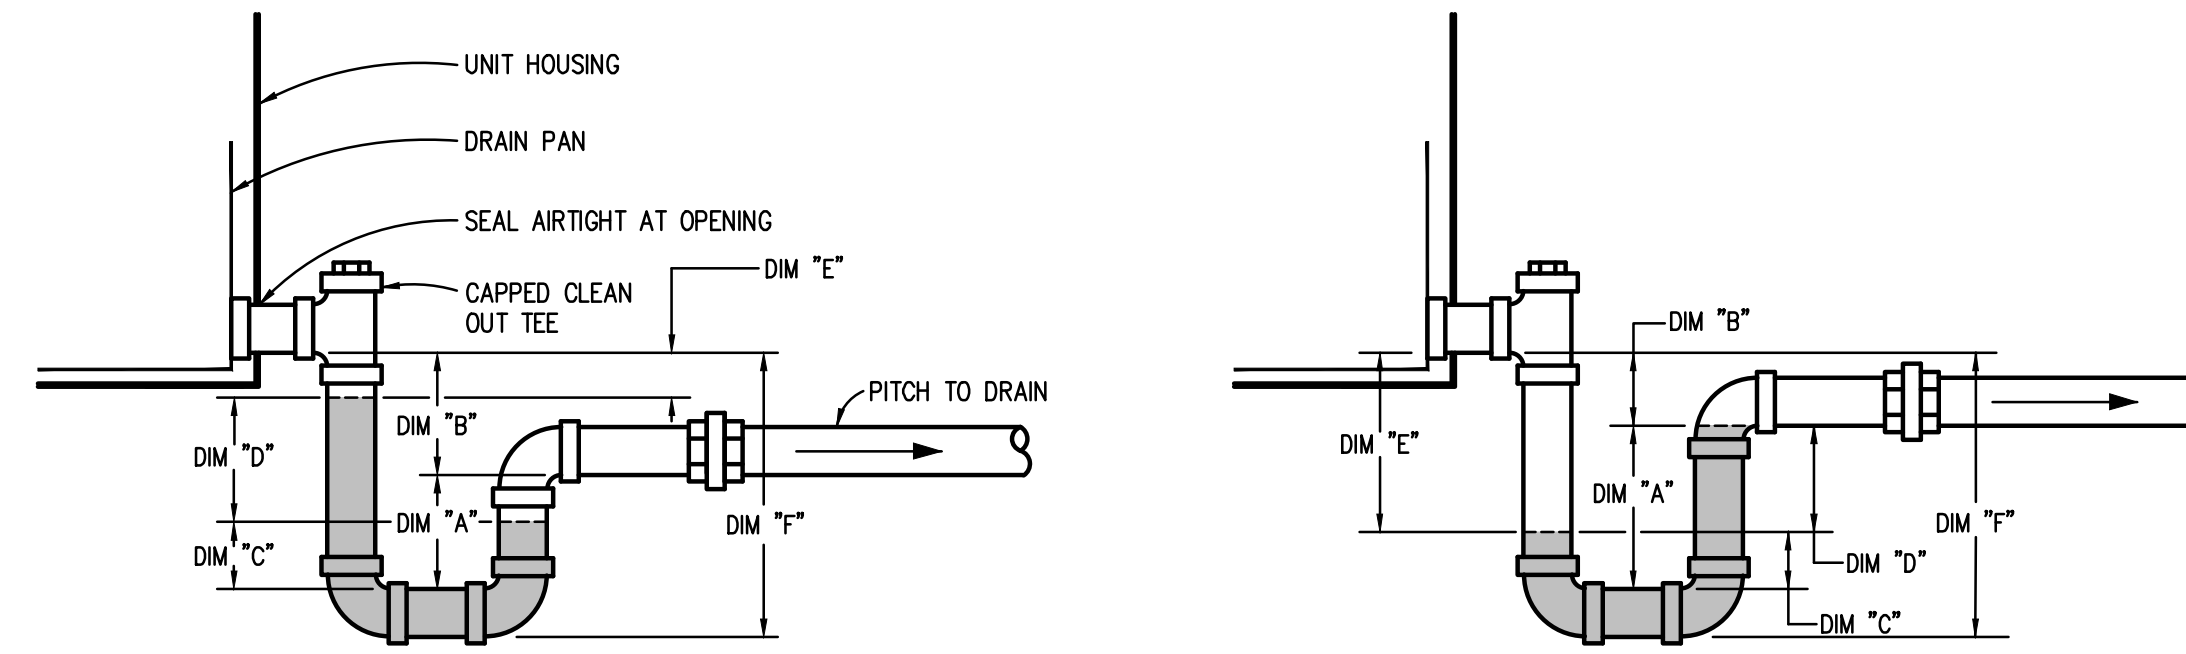 UNIT HOUSING
DRAIN PAN
SEAL AIRTIGHT AT OPENING
DIM "E"
CAPPED CLEAN
OUT TEE
PITCH TO DRAIN
DIM "B"
DIM "D"
DIM "A"
DIM "F"
DIM "C"
DIM "B"
DIM "E"
DIM "A"
DIM "F"
DIM "D"
DIM "C"